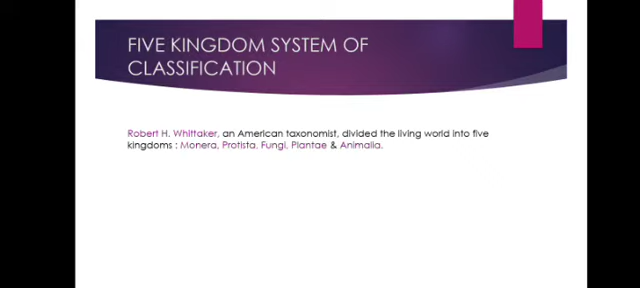 FIVE KINGDOM SYSTEM OF
CLASSIFICATION
Robert H. Whittaker, an American taxonomist, divided the living world into five
kingdoms : Monera, Protista, Fungi, Plantae & Animalia.